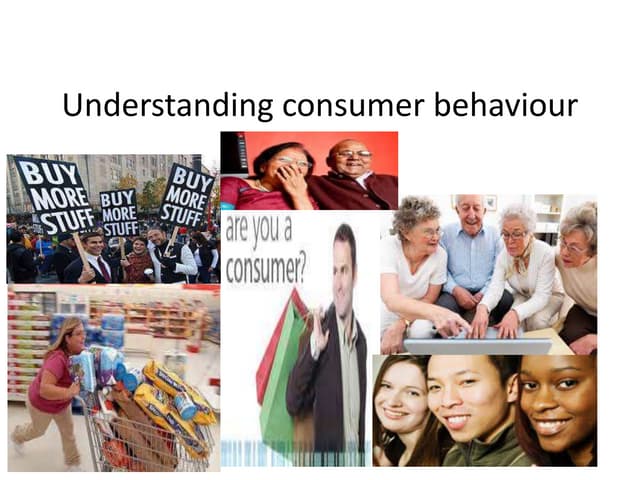 Understanding consumer behaviour
BUY
MORE
STUFF
BUY
MORE
STUFF
BUY
MORE
STUFF
are you a
consumer?